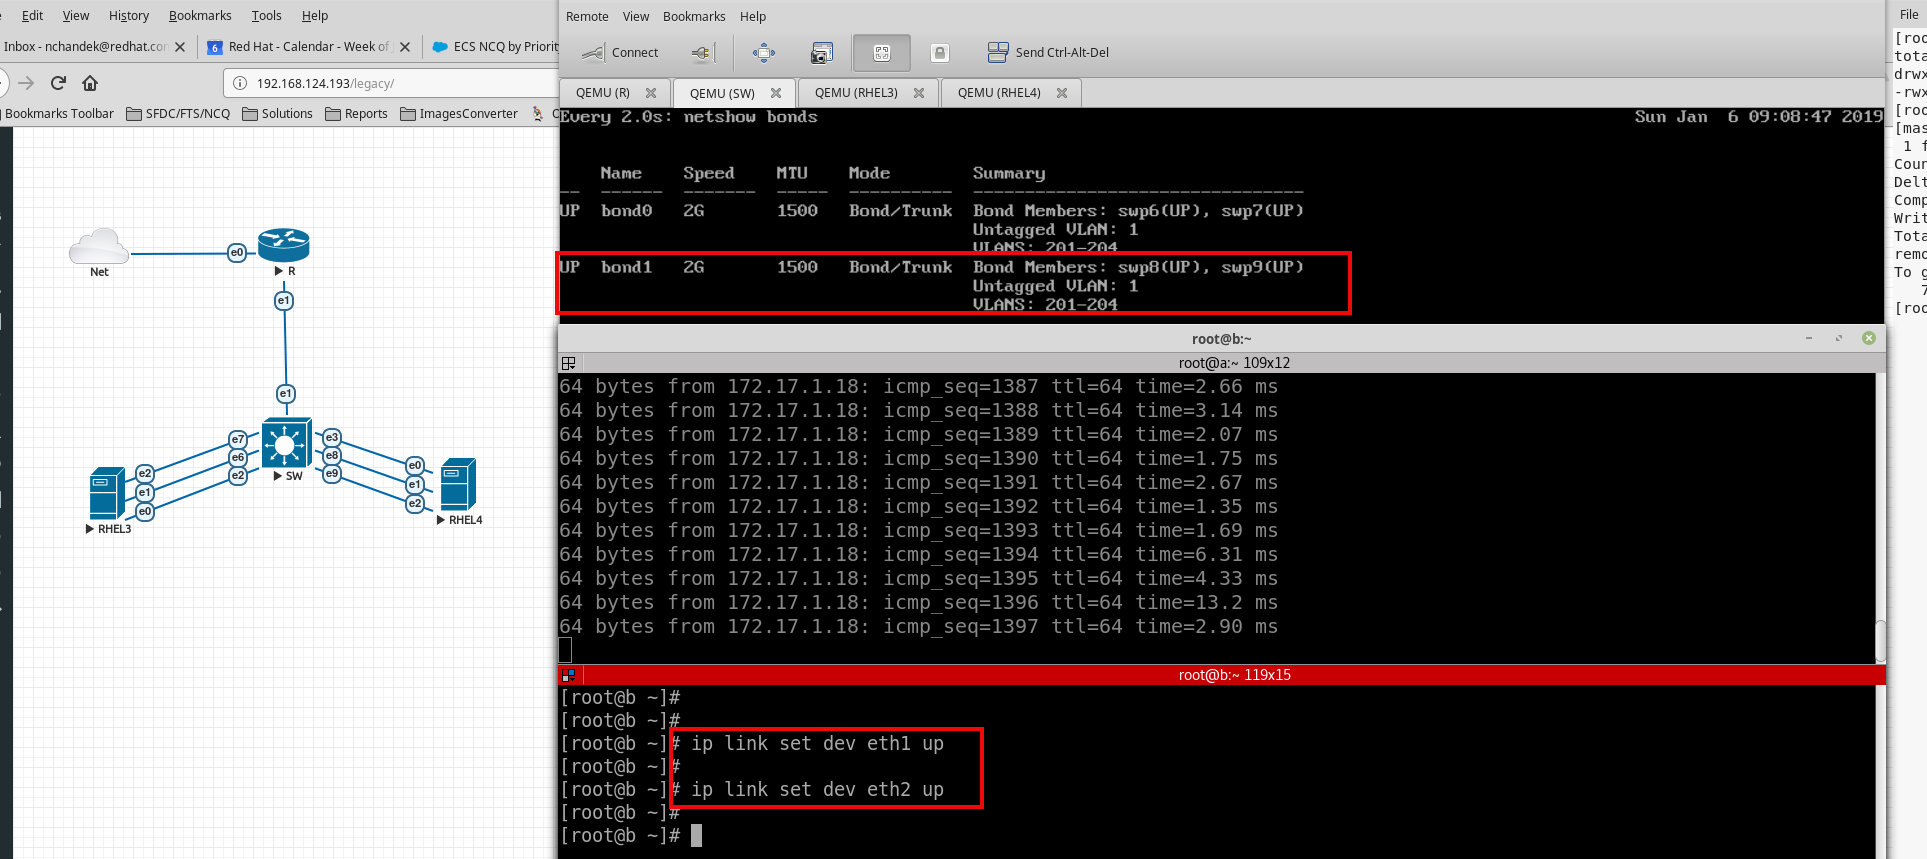 Edit View History Bookmarks Tools Help
Inbox - nchandek@redhat.co
Red Hat - Calendar - Week of
ECS NCQ by Priority
192.168.124.193/legacy/
Bookmarks Toolbar SFDC/FTS/NCQ Solutions Reports ImagesConverter
Net
e0
R
e1
e1
SW
e7
e6
e2
e3
e8
e9
e2
e1
e0
RHEL3
e0
e1
e2
RHEL4
Remote View Bookmarks Help
Connect
Send Ctrl-Alt-Del
QEMU (R) QEMU (SW) QEMU (RHEL3) QEMU (RHEL4)
Every 2.0s: netshow bonds Sun Jan 6 09:08:47 2019
Name Speed MTU Mode Summary
-- ------ ------- ----- ---------- --------------------------------
UP bond0 2G 1500 Bond/Trunk Bond Members: swp6(UP), swp7(UP)
Untagged VLAN: 1
VLANS: 201-204
UP bond1 2G 1500 Bond/Trunk Bond Members: swp8(UP), swp9(UP)
Untagged VLAN: 1
VLANS: 201-204
root@b:~
root@a:~ 109x12
64 bytes from 172.17.1.18: icmp_seq=1387 ttl=64 time=2.66 ms
64 bytes from 172.17.1.18: icmp_seq=1388 ttl=64 time=3.14 ms
64 bytes from 172.17.1.18: icmp_seq=1389 ttl=64 time=2.07 ms
64 bytes from 172.17.1.18: icmp_seq=1390 ttl=64 time=1.75 ms
64 bytes from 172.17.1.18: icmp_seq=1391 ttl=64 time=2.67 ms
64 bytes from 172.17.1.18: icmp_seq=1392 ttl=64 time=1.35 ms
64 bytes from 172.17.1.18: icmp_seq=1393 ttl=64 time=1.69 ms
64 bytes from 172.17.1.18: icmp_seq=1394 ttl=64 time=6.31 ms
64 bytes from 172.17.1.18: icmp_seq=1395 ttl=64 time=4.33 ms
64 bytes from 172.17.1.18: icmp_seq=1396 ttl=64 time=13.2 ms
64 bytes from 172.17.1.18: icmp_seq=1397 ttl=64 time=2.90 ms
root@b:~ 119x15
[root@b ~]#
[root@b ~]#
[root@b ~]# ip link set dev eth1 up
[root@b ~]#
[root@b ~]# ip link set dev eth2 up
[root@b ~]#
[root@b ~]#
File
[roo
tota
drwx
-rwx
[roo
[mas
1 f
Coun
Delt
Comp
Writ
Tota
remo
To g
7
[roo